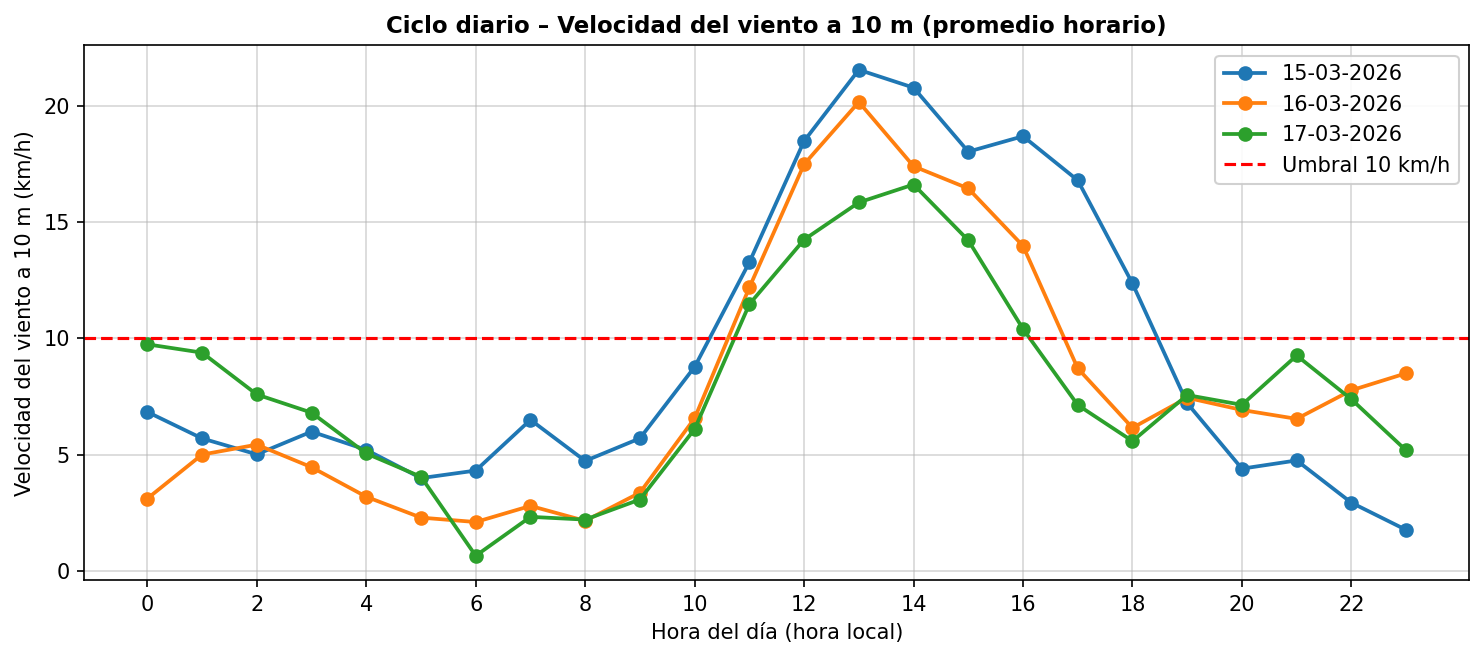 Ciclo diario – Velocidad del viento a 10 m (promedio horario)
Velocidad del viento a 10 m (km/h)
20
15
10
5
0
15-03-2026
16-03-2026
17-03-2026
Umbral 10 km/h
0 2 4 6 8 10 12 14 16 18 20 22
Hora del día (hora local)